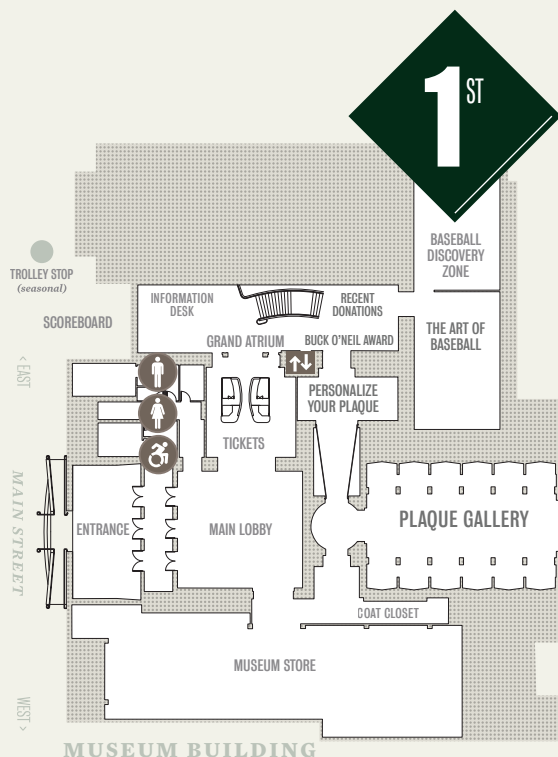 1ST
BASEBALL
DISCOVERY
ZONE
TROLLEY STOP
(seasonal)
INFORMATION
DESK
RECENT
DONATIONS
SCOREBOARD
GRAND ATRIUM
BUCK O'NEIL AWARD
THE ART OF
BASEBALL
< EAST
PERSONALIZE
YOUR PLAQUE
TICKETS
MAIN STREET
ENTRANCE
MAIN LOBBY
PLAQUE GALLERY
COAT CLOSET
MUSEUM STORE
WEST >
MUSEUM BUILDING